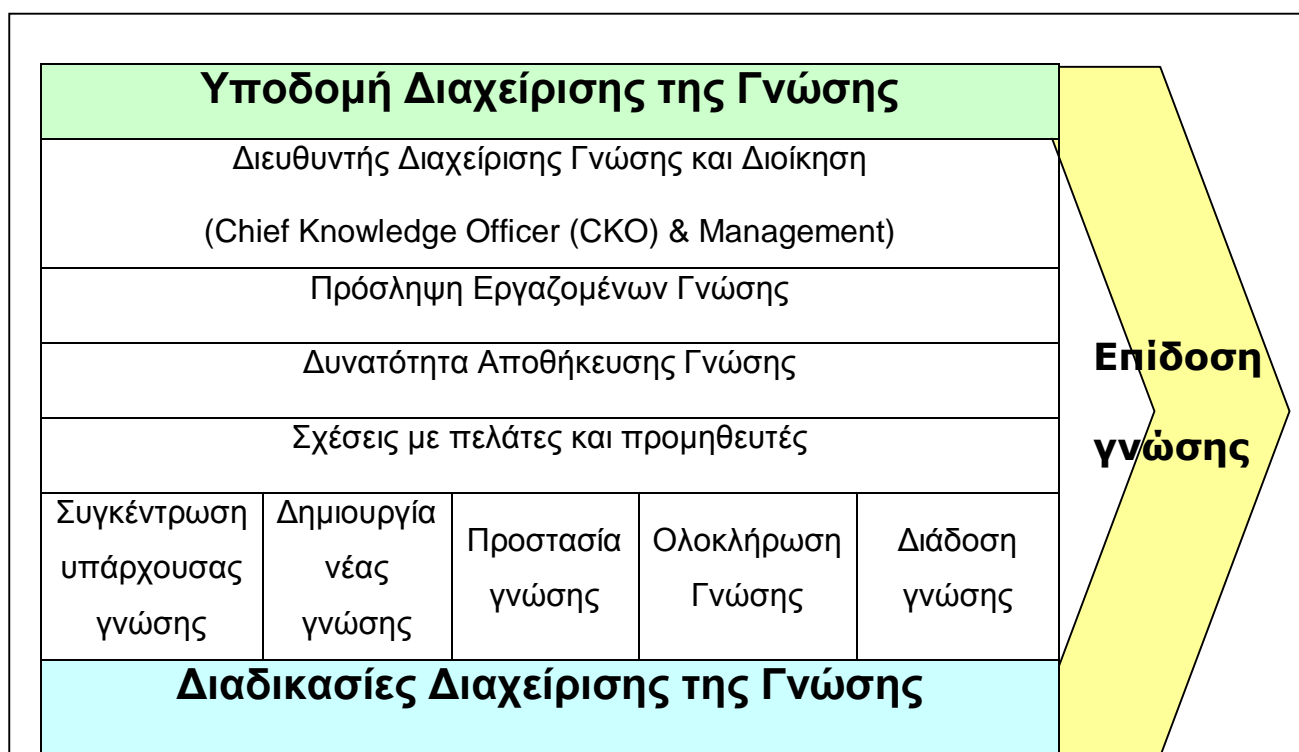 Υποδομή Διαχείρισης της Γνώσης
Διευθυντής Διαχείρισης Γνώσης και Διοίκηση
(Chief Knowledge Officer (CKO) & Management)
Πρόσληψη Εργαζομένων Γνώσης
Δυνατότητα Αποθήκευσης Γνώσης
Σχέσεις με πελάτες και προμηθευτές
Συγκέντρωση
υπάρχουσας
γνώσης
Δημιουργία
νέας
γνώσης
Προστασία
γνώσης
Ολοκλήρωση
Γνώσης
Διάδοση
γνώσης
Διαδικασίες Διαχείρισης της Γνώσης
Επίδοση
γνώσης